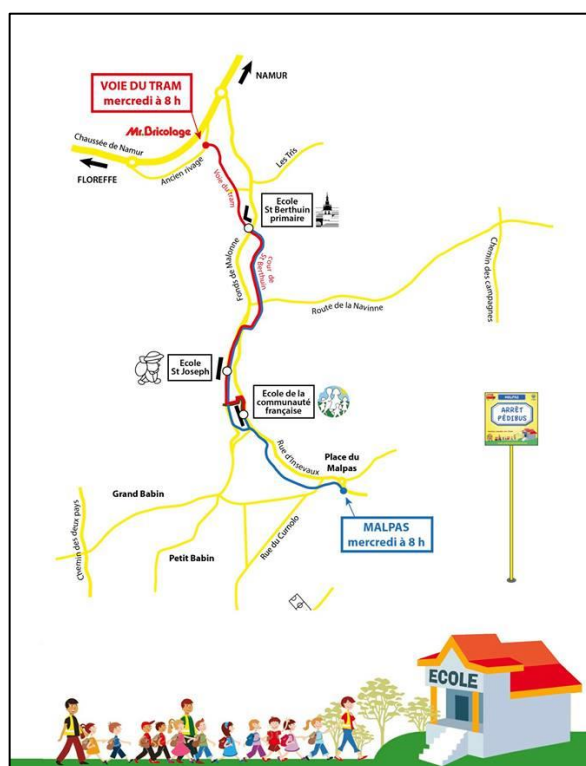 NAMUR
VOIE DU TRAM
mercredi à 8 h
Mr.Bricolage
Chaussée de Namur
FLOREFFE
Ancien rivage
Les Tris
Voie du tram
Ecole
St Berthuin
primaire
Fonds de Malonne
cour de
St Berthuin
Chemin des campagnes
Route de la Navinne
Ecole
St Joseph
Ecole de la
communauté
française
MALPAS
ARRÊT
PÉDIBUS
Rue d'Insevaux
Place du
Malpas
Grand Babin
Chemin des deux pays
Petit Babin
Rue du Curnolo
MALPAS
mercredi à 8 h
ECOLE